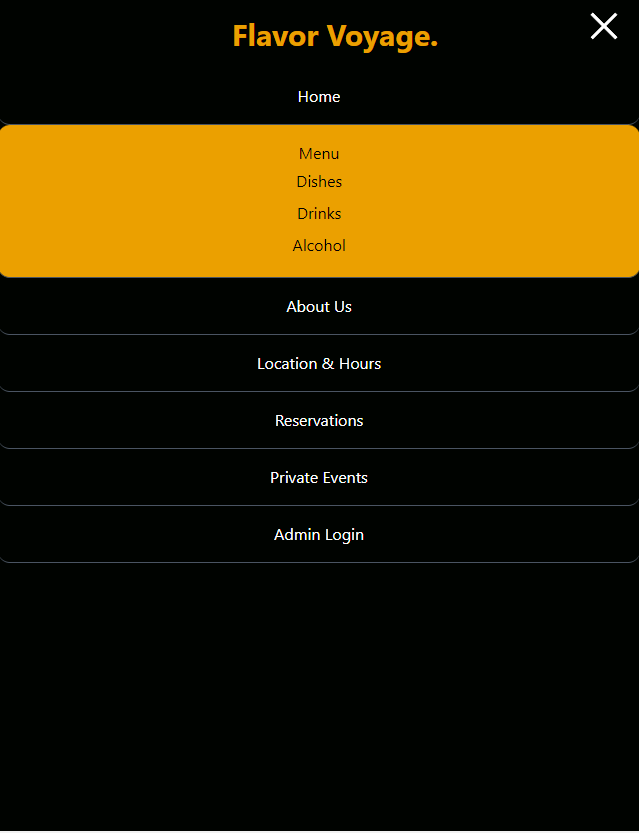 Flavor Voyage.
Home
Menu
Dishes
Drinks
Alcohol
About Us
Location & Hours
Reservations
Private Events
Admin Login